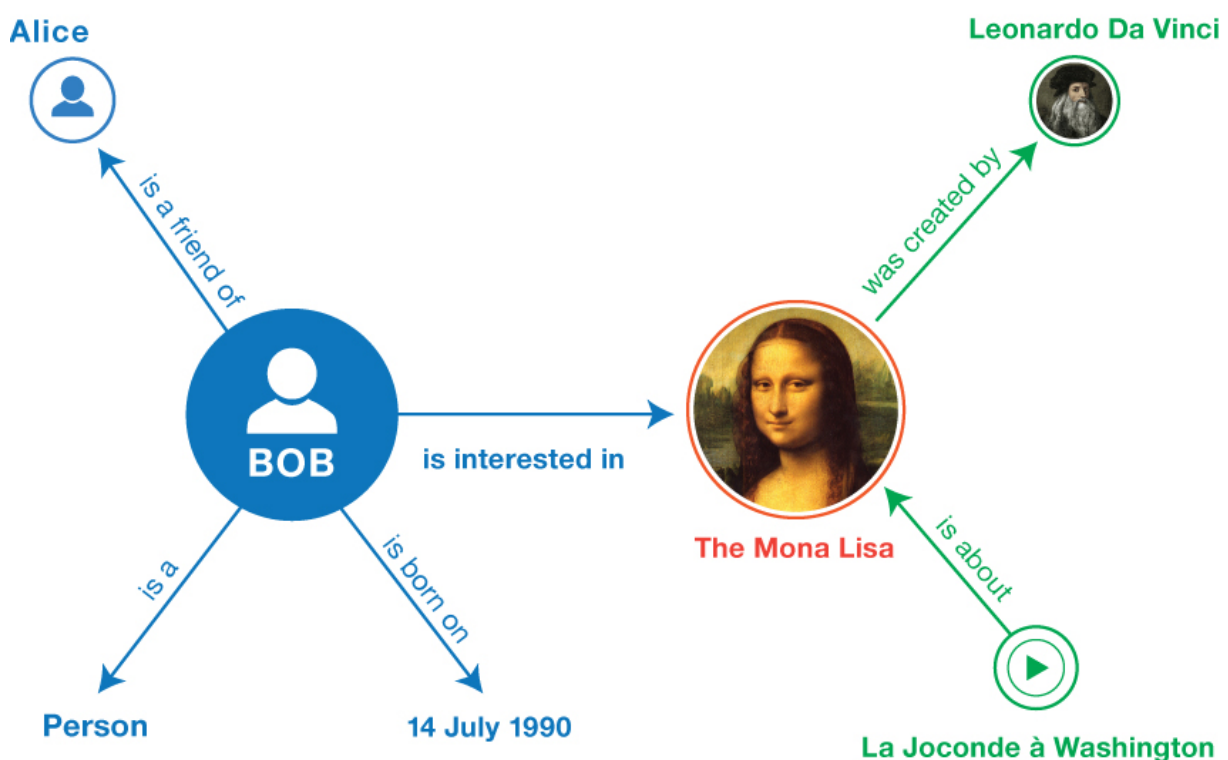 Alice
Leonardo Da Vinci
is a friend of
was created by
BOB
is interested in
The Mona Lisa
is a
is born on
is about
Person
14 July 1990
La Joconde à Washington